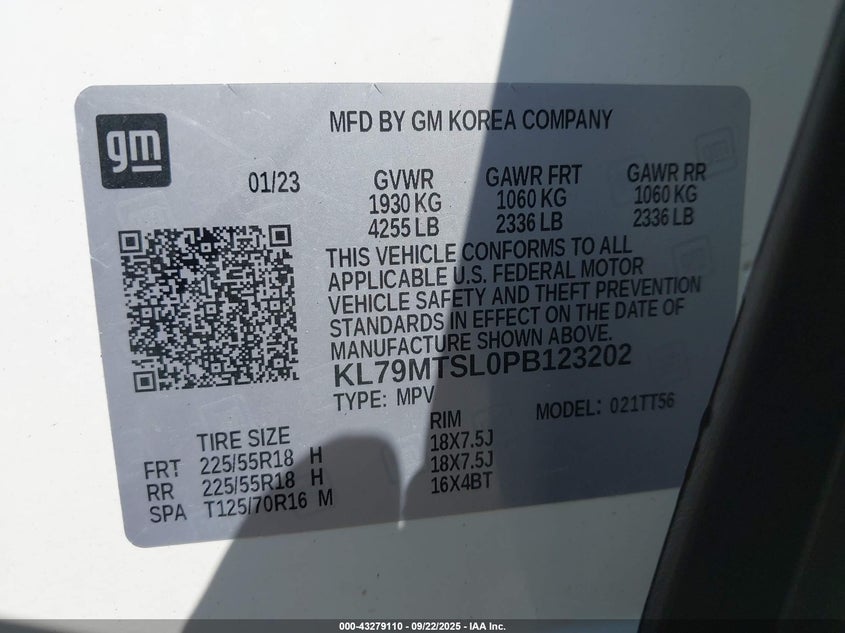 gm
MFD BY GM KOREA COMPANY
01/23
GVWR GAWR FRT GAWR RR
1930 KG 1060 KG 1060 KG
4255 LB 2336 LB 2336 LB
THIS VEHICLE CONFORMS TO ALL
APPLICABLE U.S. FEDERAL MOTOR
VEHICLE SAFETY AND THEFT PREVENTION
STANDARDS IN EFFECT ON THE DATE OF
MANUFACTURE SHOWN ABOVE.
KL79MTSL0PB123202
TYPE: MPV MODEL: 021TT56
TIRE SIZE RIM
FRT 225/55R18 H 18X7.5J
RR 225/55R18 H 18X7.5J
SPA T125/70R16 M 16X4BT
000-43279110 - 09/22/2025 - IAA Inc.